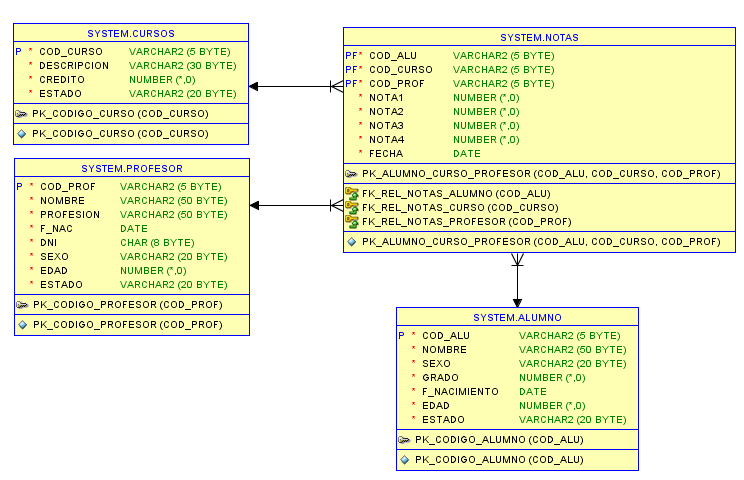 SYSTEM.CURSOS
P * COD_CURSO VARCHAR2 (5 BYTE)
* DESCRIPCION VARCHAR2 (30 BYTE)
* CREDITO NUMBER (*,0)
* ESTADO VARCHAR2 (20 BYTE)
PK_CODIGO_CURSO (COD_CURSO)
PK_CODIGO_CURSO (COD_CURSO)
SYSTEM.PROFESOR
P * COD_PROF VARCHAR2 (5 BYTE)
* NOMBRE VARCHAR2 (50 BYTE)
* PROFESION VARCHAR2 (50 BYTE)
* F_NAC DATE
* DNI CHAR (8 BYTE)
* SEXO VARCHAR2 (20 BYTE)
* EDAD NUMBER (*,0)
* ESTADO VARCHAR2 (20 BYTE)
PK_CODIGO_PROFESOR (COD_PROF)
PK_CODIGO_PROFESOR (COD_PROF)
SYSTEM.NOTAS
PF* COD_ALU VARCHAR2 (5 BYTE)
PF* COD_CURSO VARCHAR2 (5 BYTE)
PF* COD_PROF VARCHAR2 (5 BYTE)
* NOTA1 NUMBER (*,0)
* NOTA2 NUMBER (*,0)
* NOTA3 NUMBER (*,0)
* NOTA4 NUMBER (*,0)
* FECHA DATE
PK_ALUMNO_CURSO_PROFESOR (COD_ALU, COD_CURSO, COD_PROF)
FK_REL_NOTAS_ALUMNO (COD_ALU)
FK_REL_NOTAS_CURSO (COD_CURSO)
FK_REL_NOTAS_PROFESOR (COD_PROF)
PK_ALUMNO_CURSO_PROFESOR (COD_ALU, COD_CURSO, COD_PROF)
SYSTEM.ALUMNO
P * COD_ALU VARCHAR2 (5 BYTE)
* NOMBRE VARCHAR2 (50 BYTE)
* SEXO VARCHAR2 (20 BYTE)
* GRADO NUMBER (*,0)
* F_NACIMIENTO DATE
* EDAD NUMBER (*,0)
* ESTADO VARCHAR2 (20 BYTE)
PK_CODIGO_ALUMNO (COD_ALU)
PK_CODIGO_ALUMNO (COD_ALU)